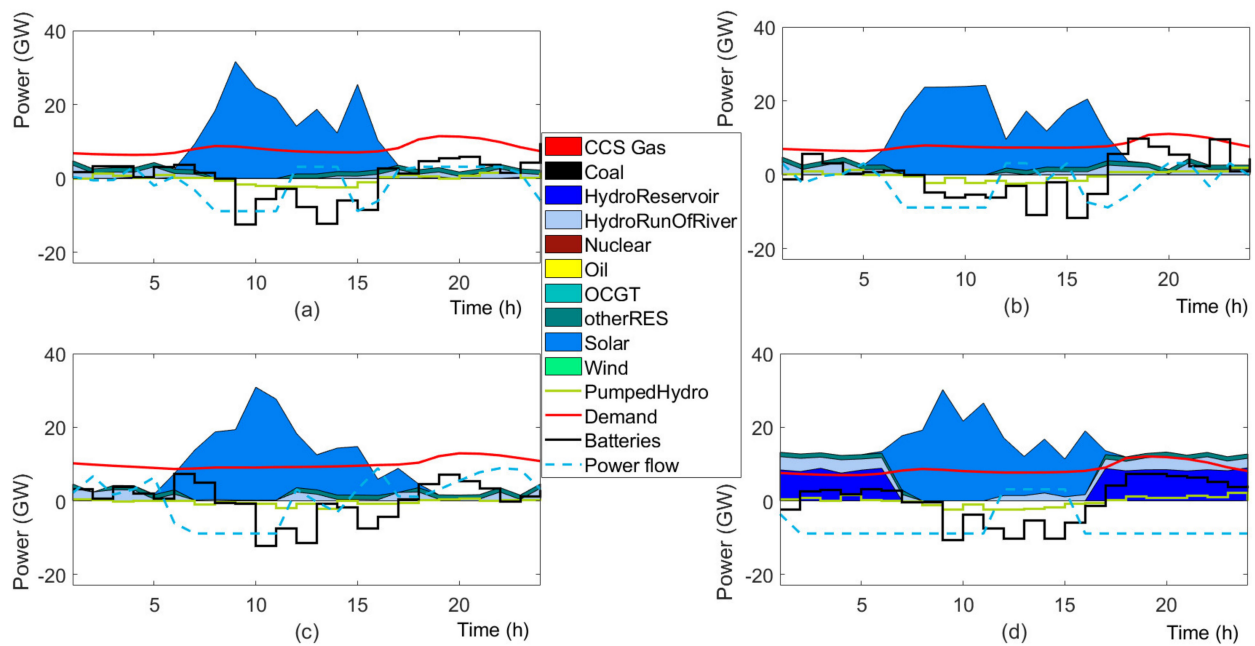 Power (GW)
40
20
0
-20
5
10
15
20
Time (h)
(a)
Power (GW)
40
20
0
-20
5
10
15
20
Time (h)
(b)
CCS Gas
Coal
HydroReservoir
HydroRunOfRiver
Nuclear
Oil
OCGT
otherRES
Solar
Wind
PumpedHydro
Demand
Batteries
Power flow
Power (GW)
40
20
0
-20
5
10
15
20
Time (h)
(c)
Power (GW)
40
20
0
-20
5
10
15
20
Time (h)
(d)